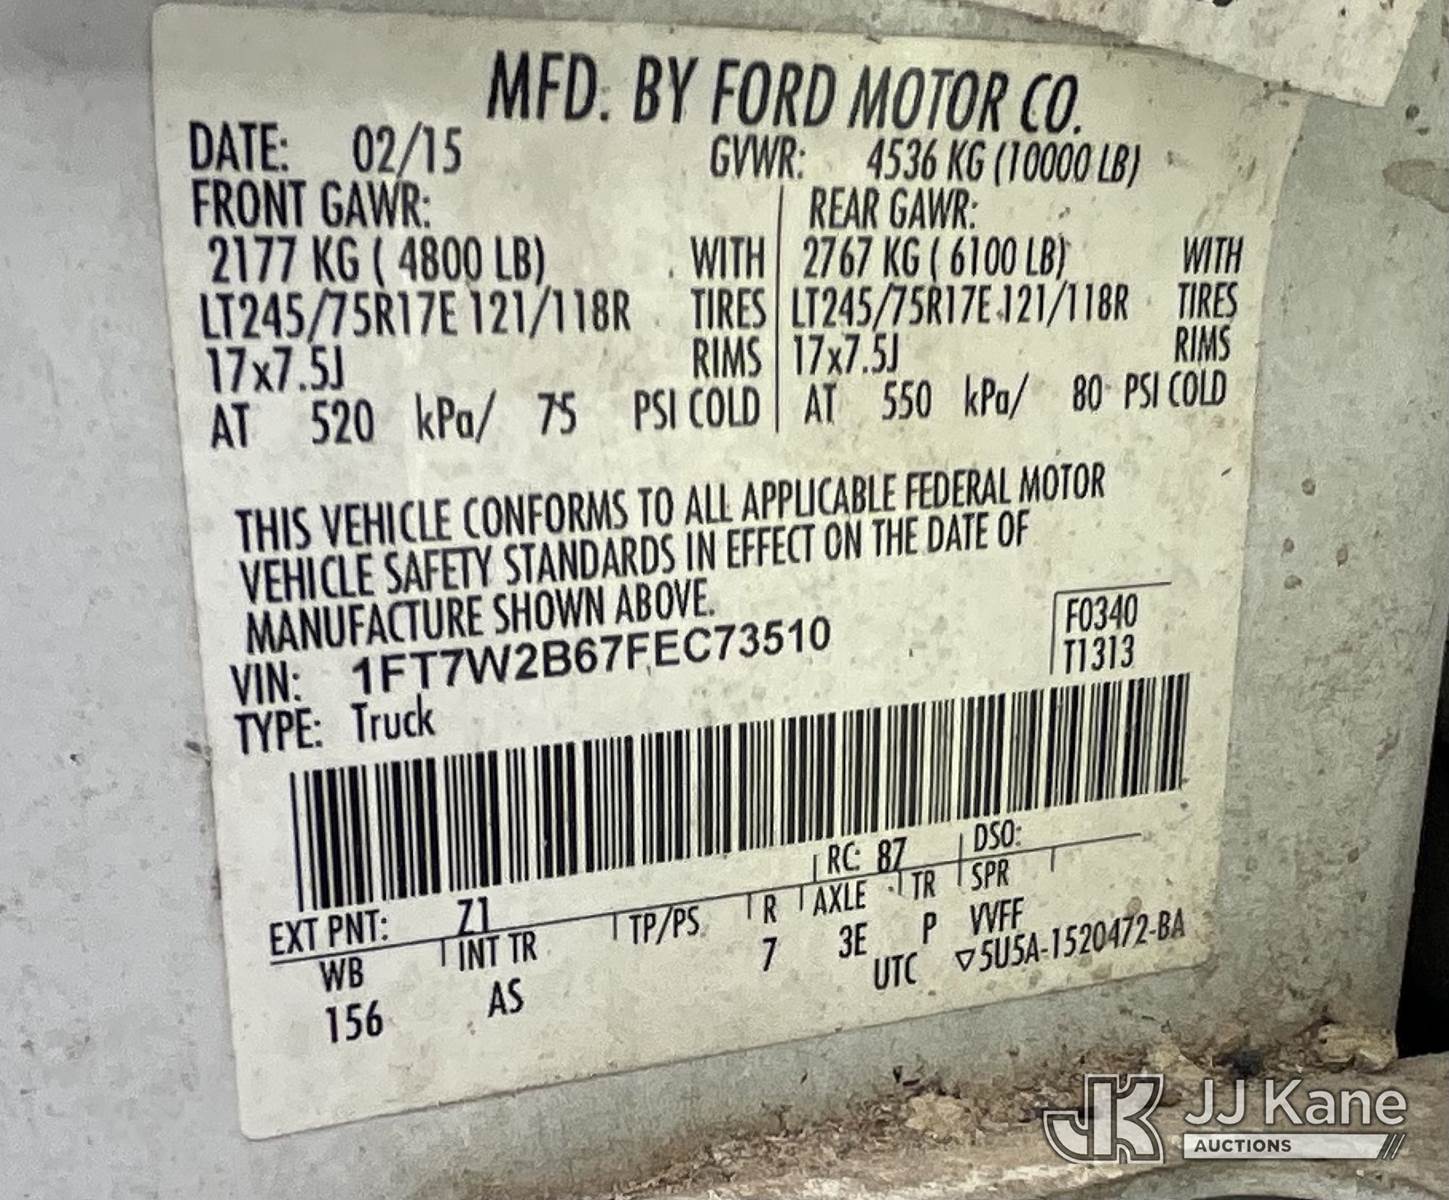 MFD. BY FORD MOTOR CO.
DATE: 02/15 GVWR: 4536 KG (10000 LB)
FRONT GAWR: REAR GAWR:
2177 KG ( 4800 LB) WITH 2767 KG ( 6100 LB) WITH
LT245/75R17E 121/118R TIRES LT245/75R17E 121/118R TIRES
17x7.5J RIMS 17x7.5J RIMS
AT 520 kPa/ 75 PSI COLD AT 550 kPa/ 80 PSI COLD
THIS VEHICLE CONFORMS TO ALL APPLICABLE FEDERAL MOTOR
VEHICLE SAFETY STANDARDS IN EFFECT ON THE DATE OF
MANUFACTURE SHOWN ABOVE.
VIN: 1FT7W2B67FEC73510
F0340
T1313
TYPE: Truck
EXT PNT: Z1 RC: 87 DSO:
WB INT TR TP/PS R AXLE TR SPR
156 AS 7 3E P VVFF
UTC ▽5U5A-1520472-BA
JK JJ Kane
AUCTIONS